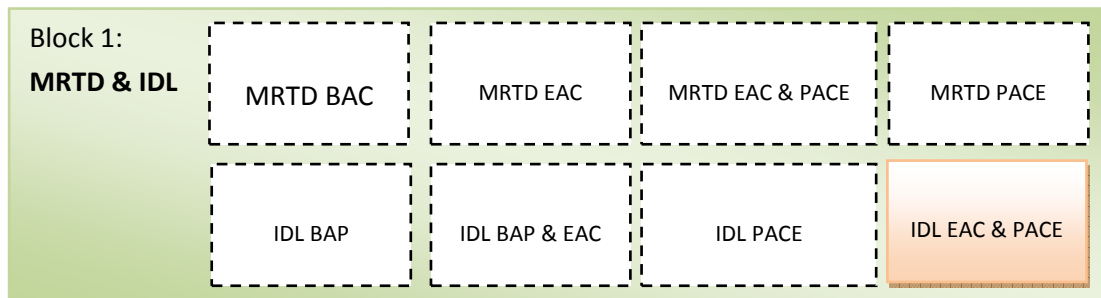 Block 1:
MRTD & IDL
MRTD BAC
MRTD EAC
MRTD EAC & PACE
MRTD PACE
IDL BAP
IDL BAP & EAC
IDL PACE
IDL EAC & PACE